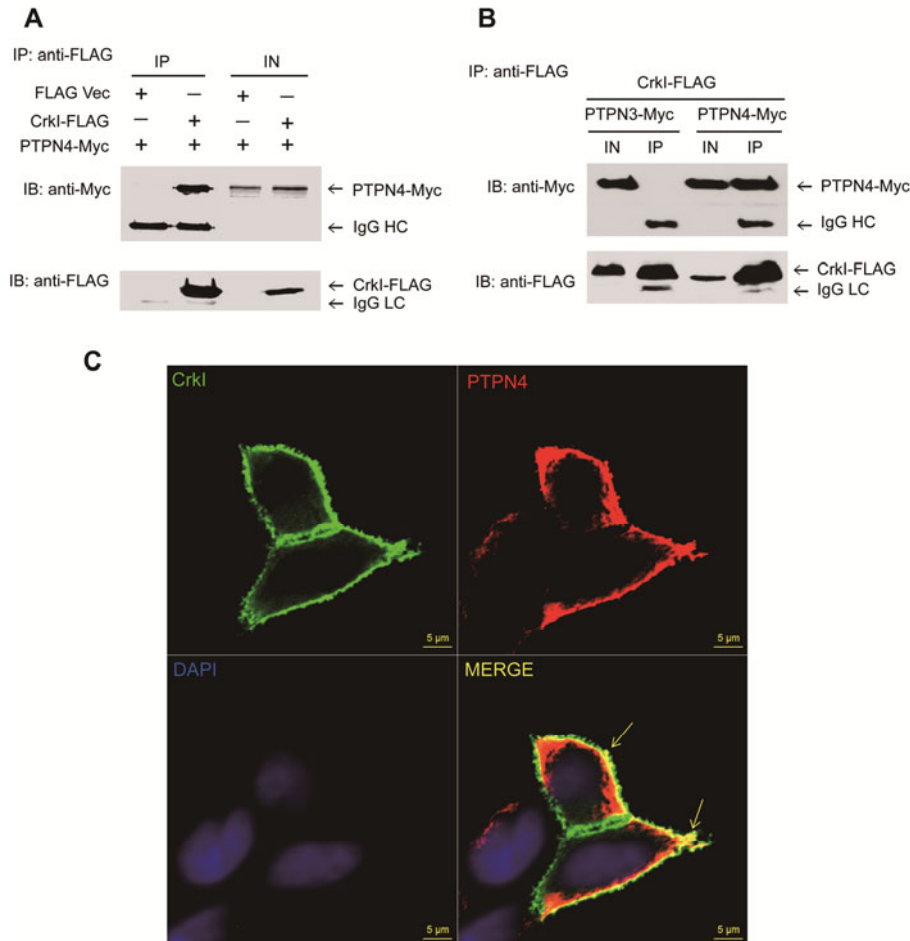 A
IP: anti-FLAG
IP IN
FLAG Vec + — + —
CrkI-FLAG — + — +
PTPN4-Myc + + + +
IB: anti-Myc ← PTPN4-Myc
← IgG HC
IB: anti-FLAG ← CrkI-FLAG
← IgG LC
B
IP: anti-FLAG
CrkI-FLAG
PTPN3-Myc PTPN4-Myc
IN IP IN IP
IB: anti-Myc ← PTPN4-Myc
← IgG HC
IB: anti-FLAG ← CrkI-FLAG
← IgG LC
C
CrkI PTPN4
5 µm 5 µm
DAPI MERGE
5 µm 5 µm